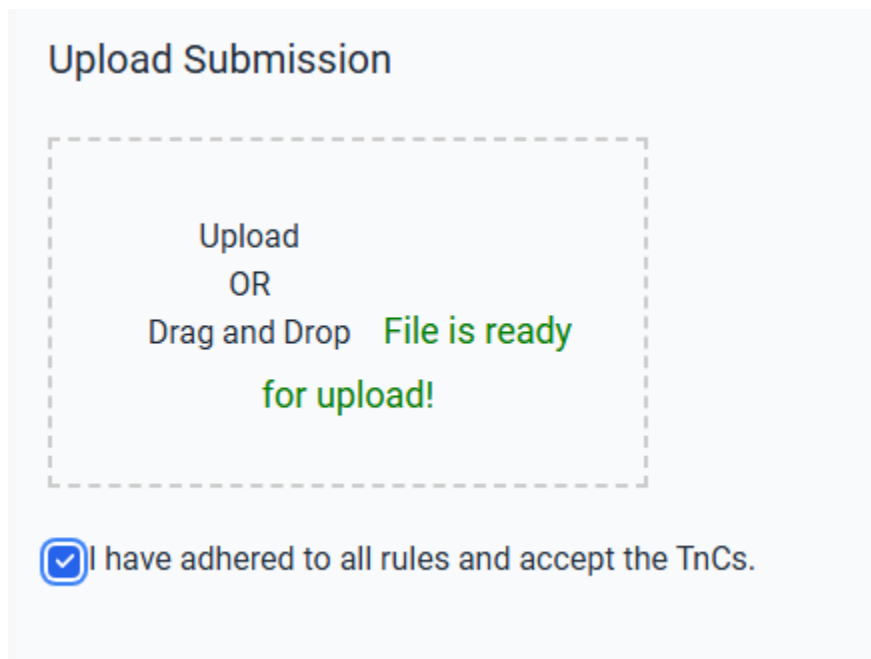 Upload Submission
Upload
OR
Drag and Drop File is ready
for upload!
I have adhered to all rules and accept the TnCs.